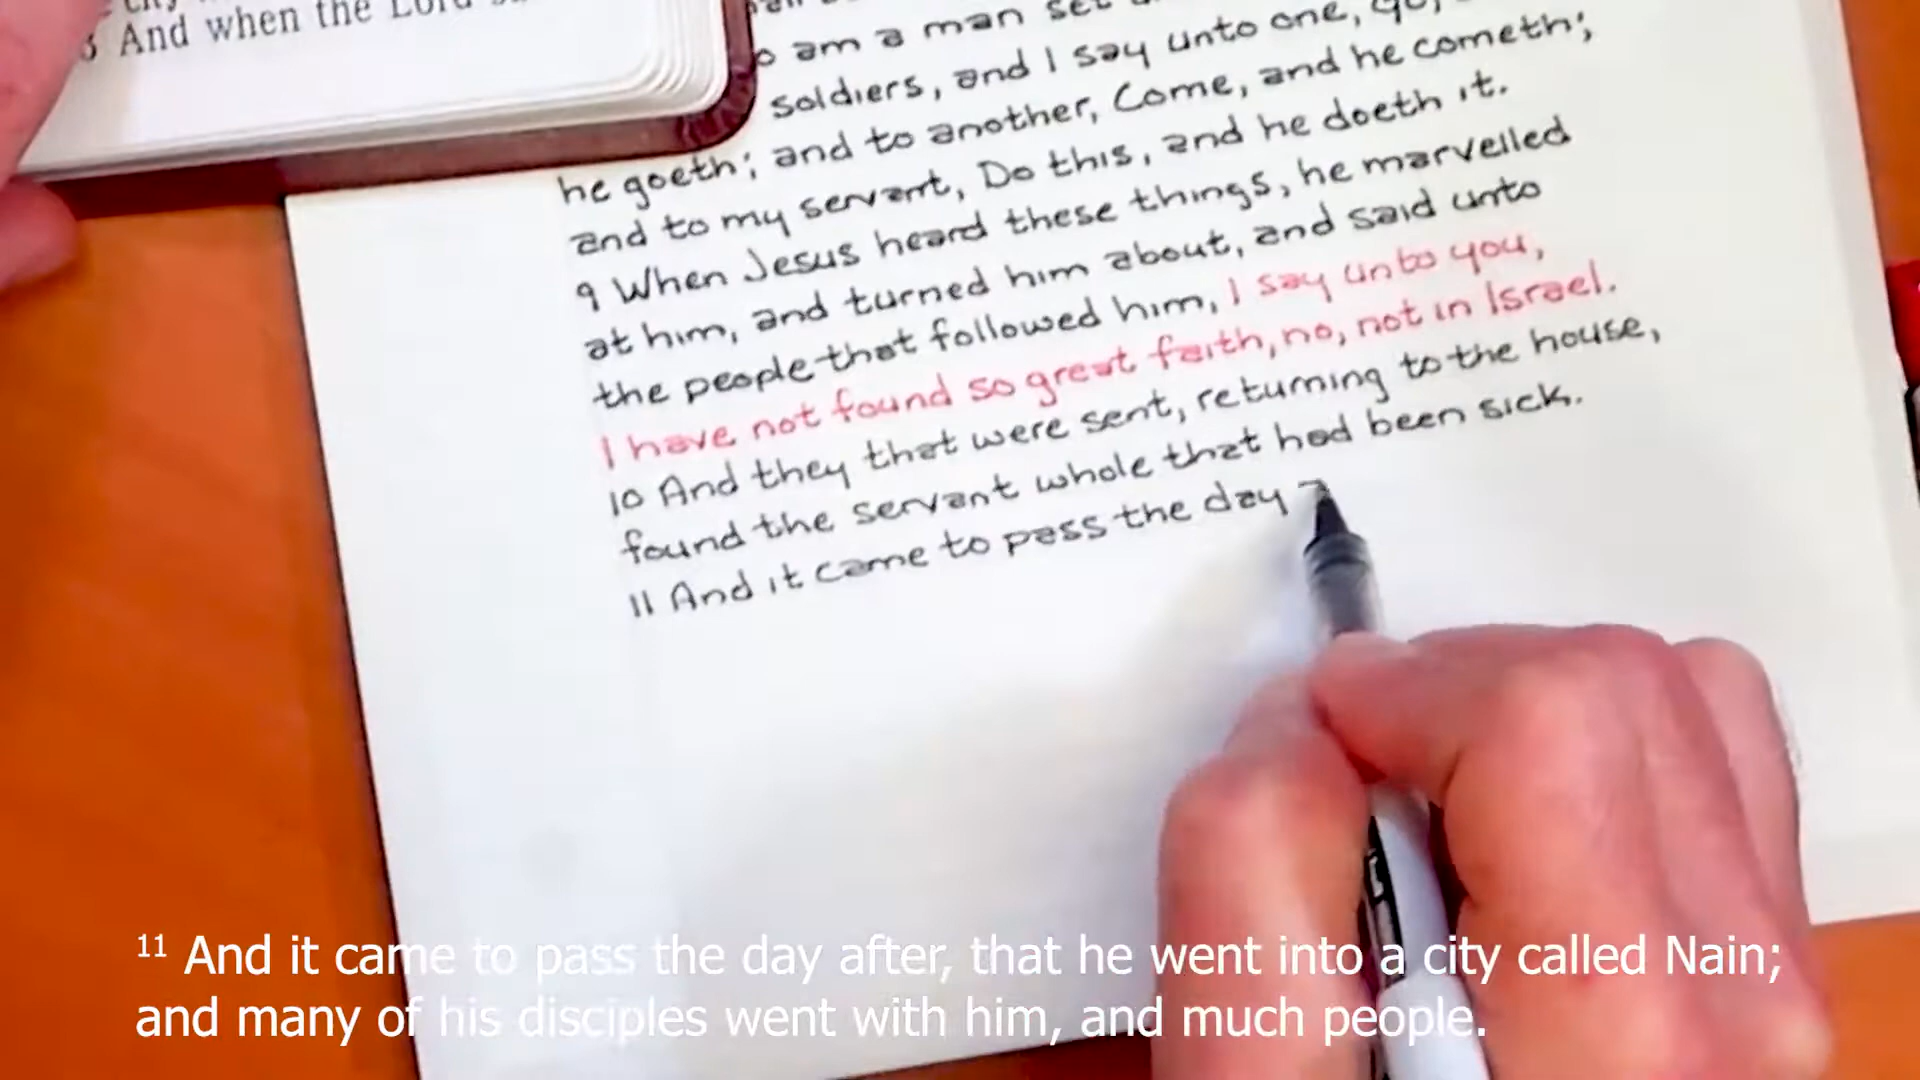 And when the Lord
am a man set
soldiers, and I say unto one, Go,
he goeth; and to another, Come, and he cometh;
and to my servant, Do this, and he doeth it.
9 When Jesus heard these things, he marvelled
at him, and turned him about, and said unto
the people that followed him, I say unto you,
I have not found so great faith, no, not in Israel.
10 And they that were sent, returning to the house,
found the servant whole that had been sick.
11 And it came to pass the day
11 And it came to pass the day after, that he went into a city called Nain;
and many of his disciples went with him, and much people.